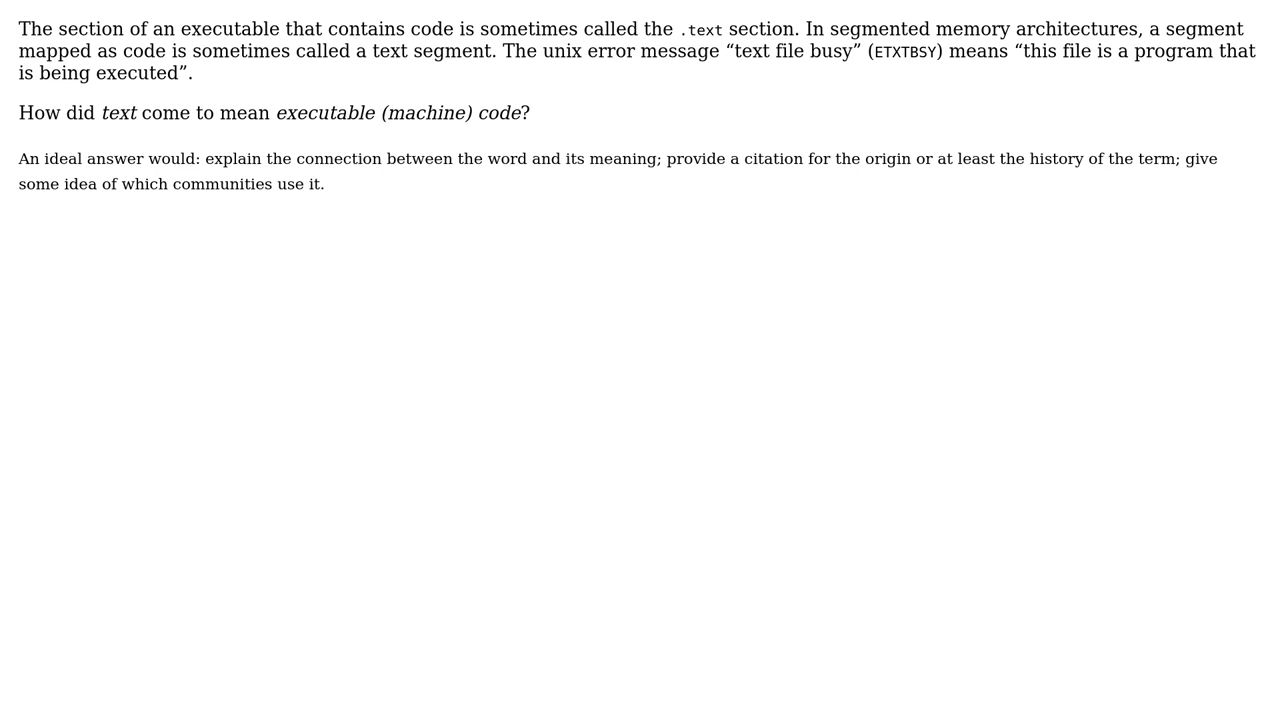 The section of an executable that contains code is sometimes called the .text section. In segmented memory architectures, a segment
mapped as code is sometimes called a text segment. The unix error message “text file busy” (ETXTBSY) means “this file is a program that
is being executed”.
How did text come to mean executable (machine) code?
An ideal answer would: explain the connection between the word and its meaning; provide a citation for the origin or at least the history of the term; give
some idea of which communities use it.